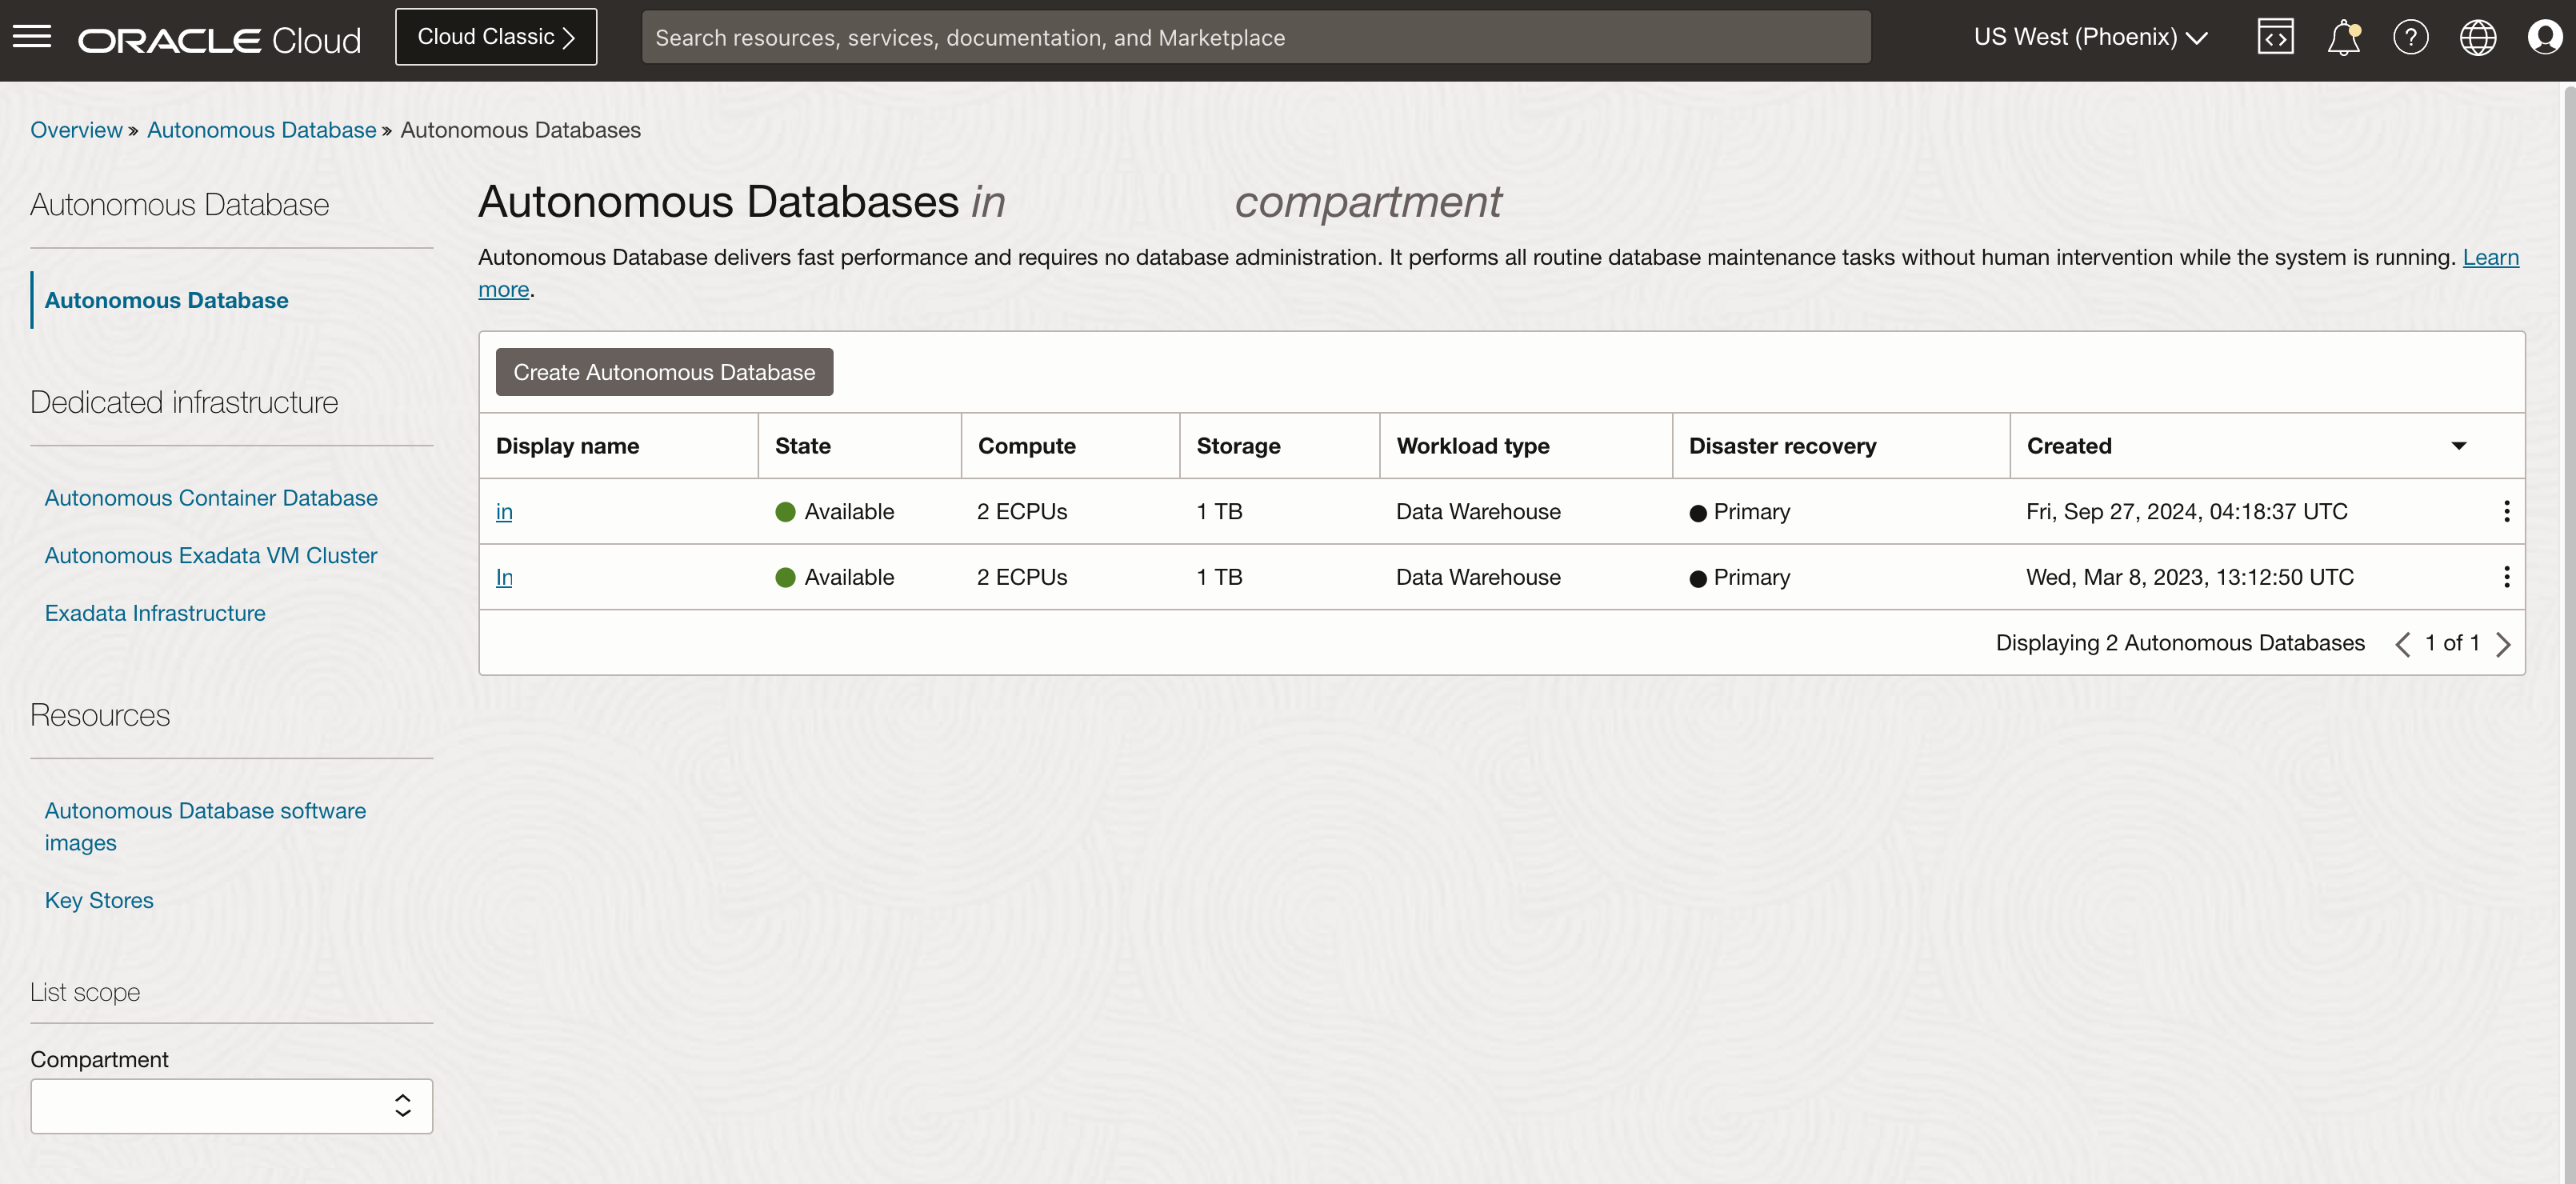 ORACLE Cloud
Cloud Classic
Search resources, services, documentation, and Marketplace
US West (Phoenix)
Overview » Autonomous Database » Autonomous Databases
Autonomous Database
Autonomous Database
Dedicated infrastructure
Autonomous Container Database
Autonomous Exadata VM Cluster
Exadata Infrastructure
Resources
Autonomous Database software
images
Key Stores
List scope
Compartment
Autonomous Databases in compartment
Autonomous Database delivers fast performance and requires no database administration. It performs all routine database maintenance tasks without human intervention while the system is running. Learn
more.
Create Autonomous Database
Display name State Compute Storage Workload type Disaster recovery Created
in Available 2 ECPUs 1 TB Data Warehouse Primary Fri, Sep 27, 2024, 04:18:37 UTC
In Available 2 ECPUs 1 TB Data Warehouse Primary Wed, Mar 8, 2023, 13:12:50 UTC
Displaying 2 Autonomous Databases 1 of 1